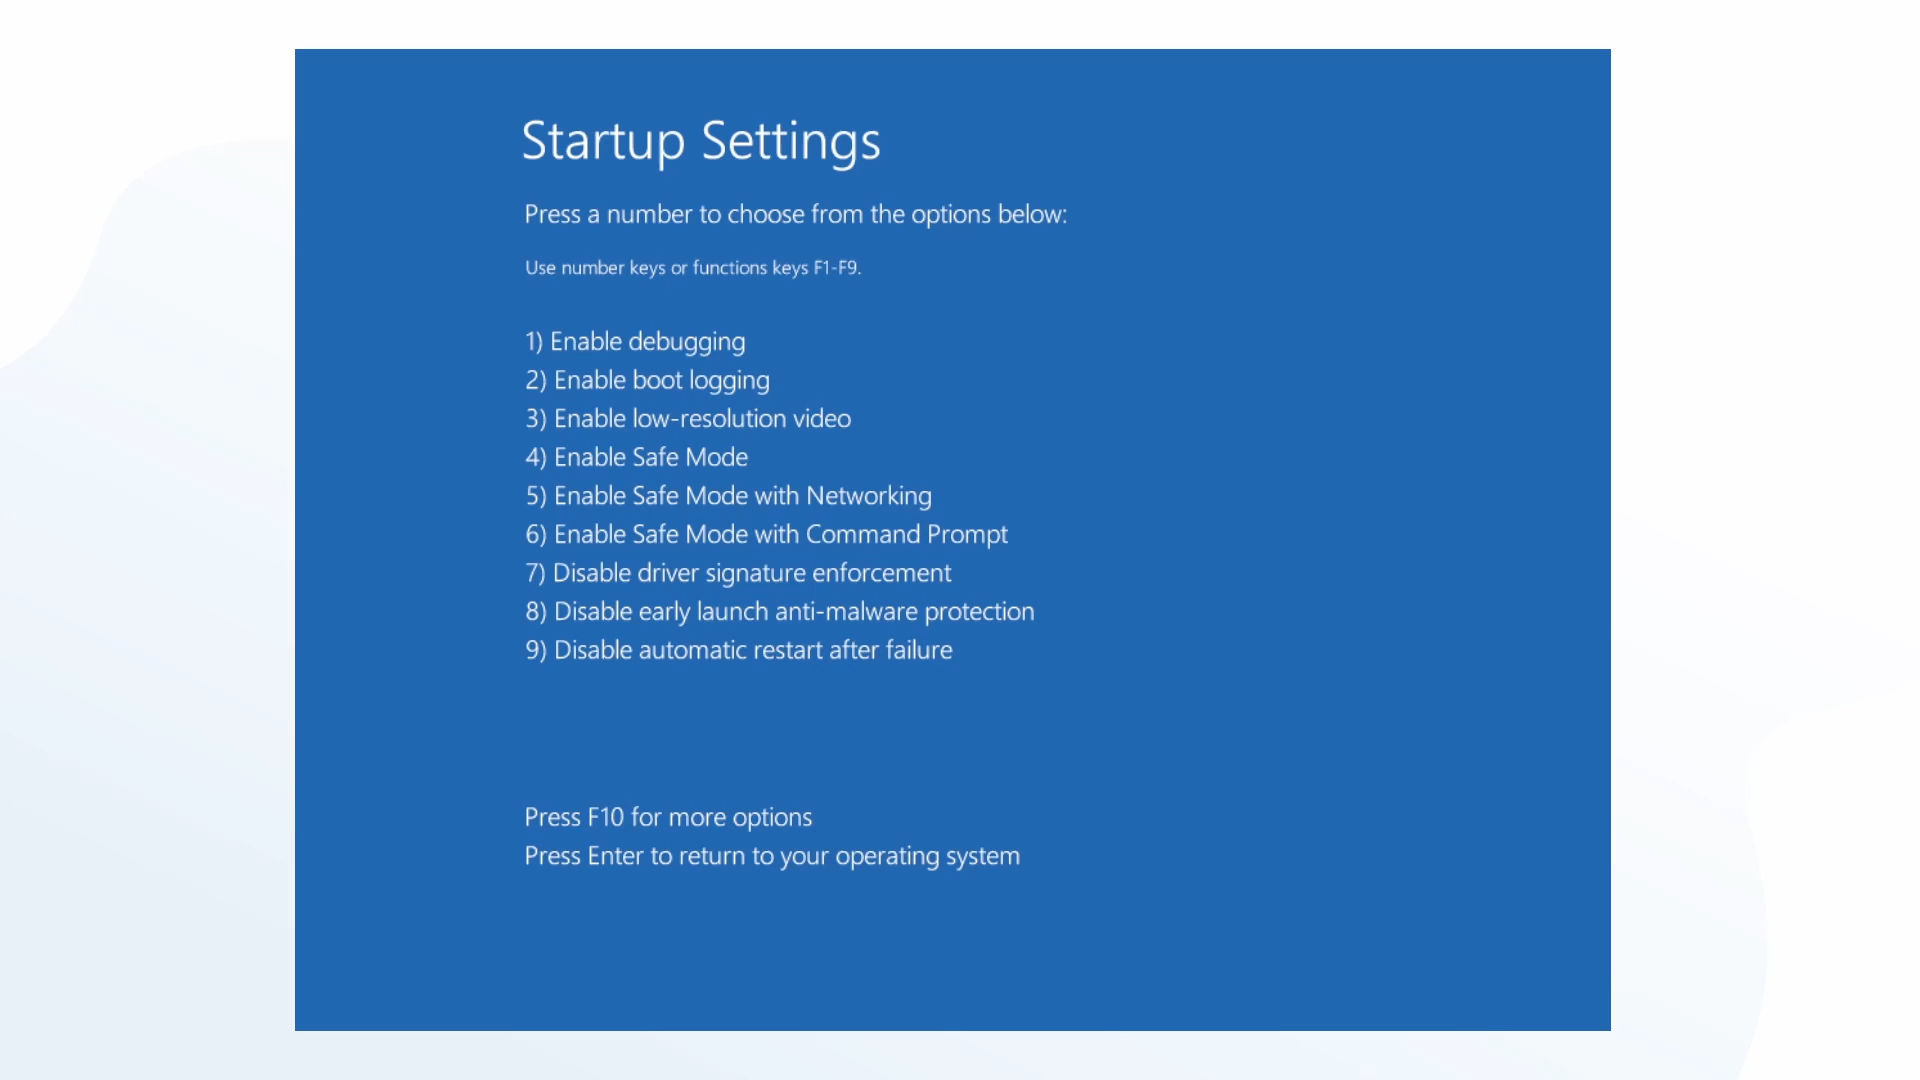 Startup Settings
Press a number to choose from the options below:
Use number keys or functions keys F1-F9.
1) Enable debugging
2) Enable boot logging
3) Enable low-resolution video
4) Enable Safe Mode
5) Enable Safe Mode with Networking
6) Enable Safe Mode with Command Prompt
7) Disable driver signature enforcement
8) Disable early launch anti-malware protection
9) Disable automatic restart after failure
Press F10 for more options
Press Enter to return to your operating system